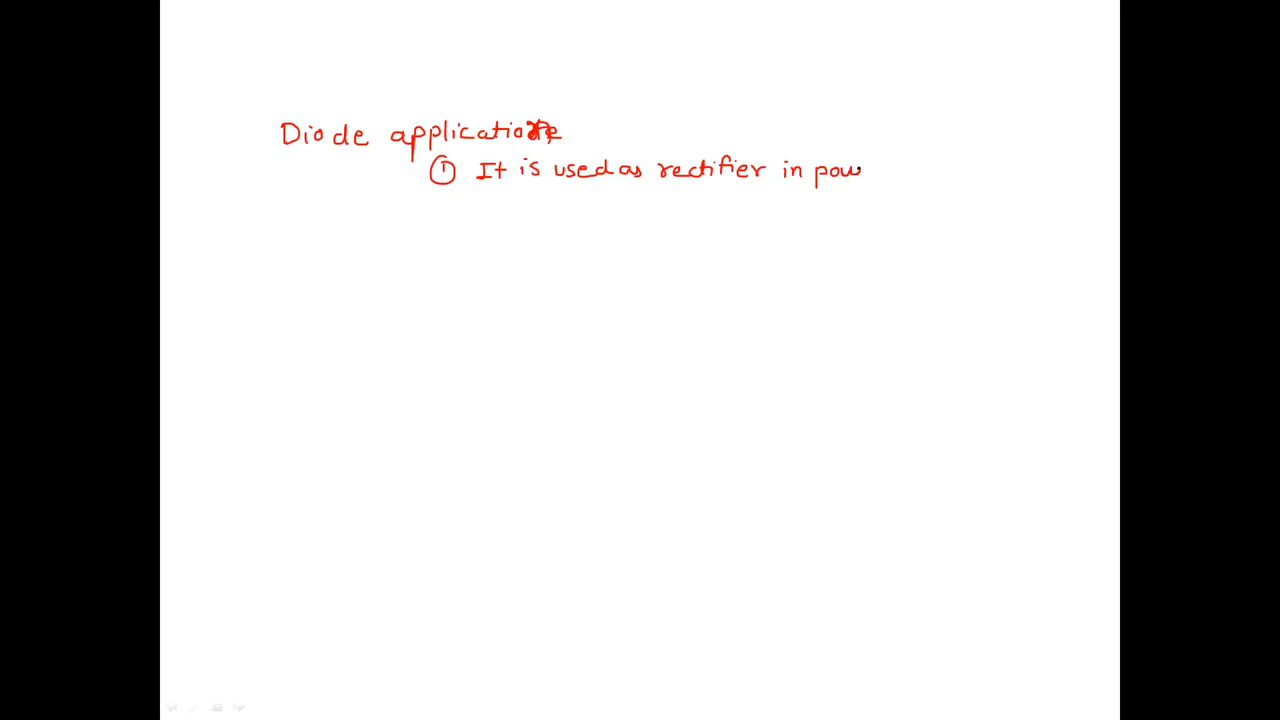 Diode application
① It is used as rectifier in pow